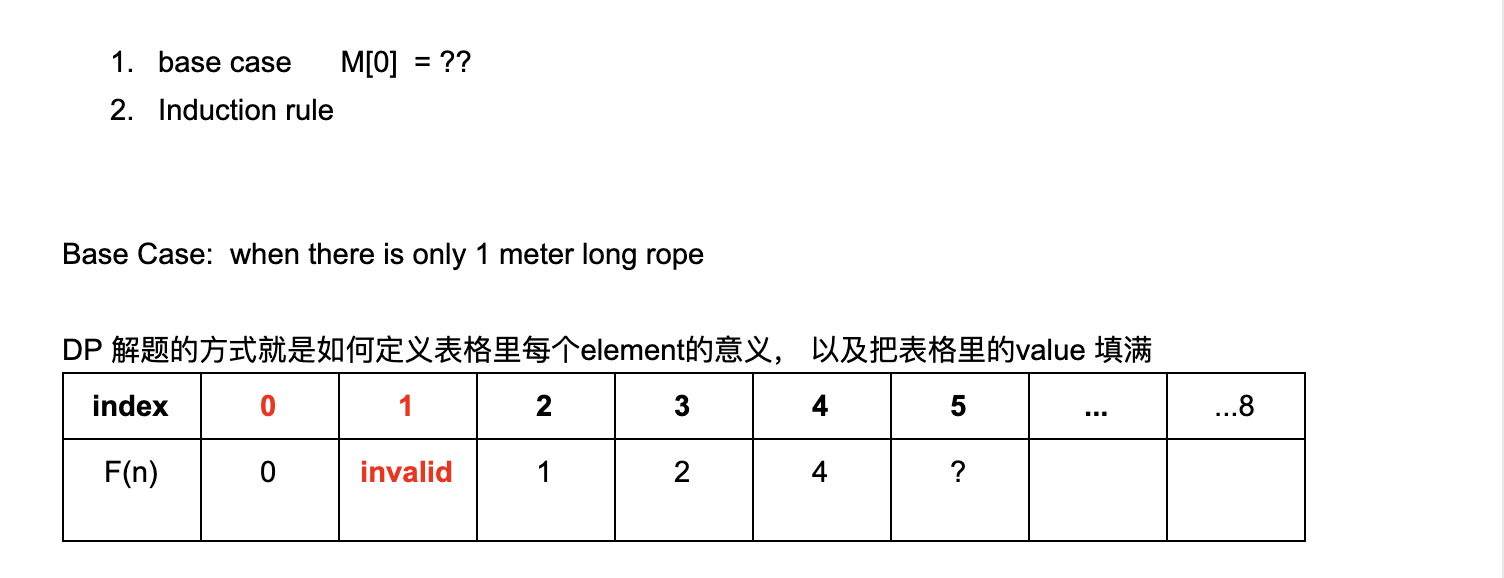 1. base case M[0] = ??
2. Induction rule
Base Case: when there is only 1 meter long rope
DP 解题的方式就是如何定义表格里每个element的意义， 以及把表格里的value 填满
index 0 1 2 3 4 5 ... ...8
F(n) 0 invalid 1 2 4 ?